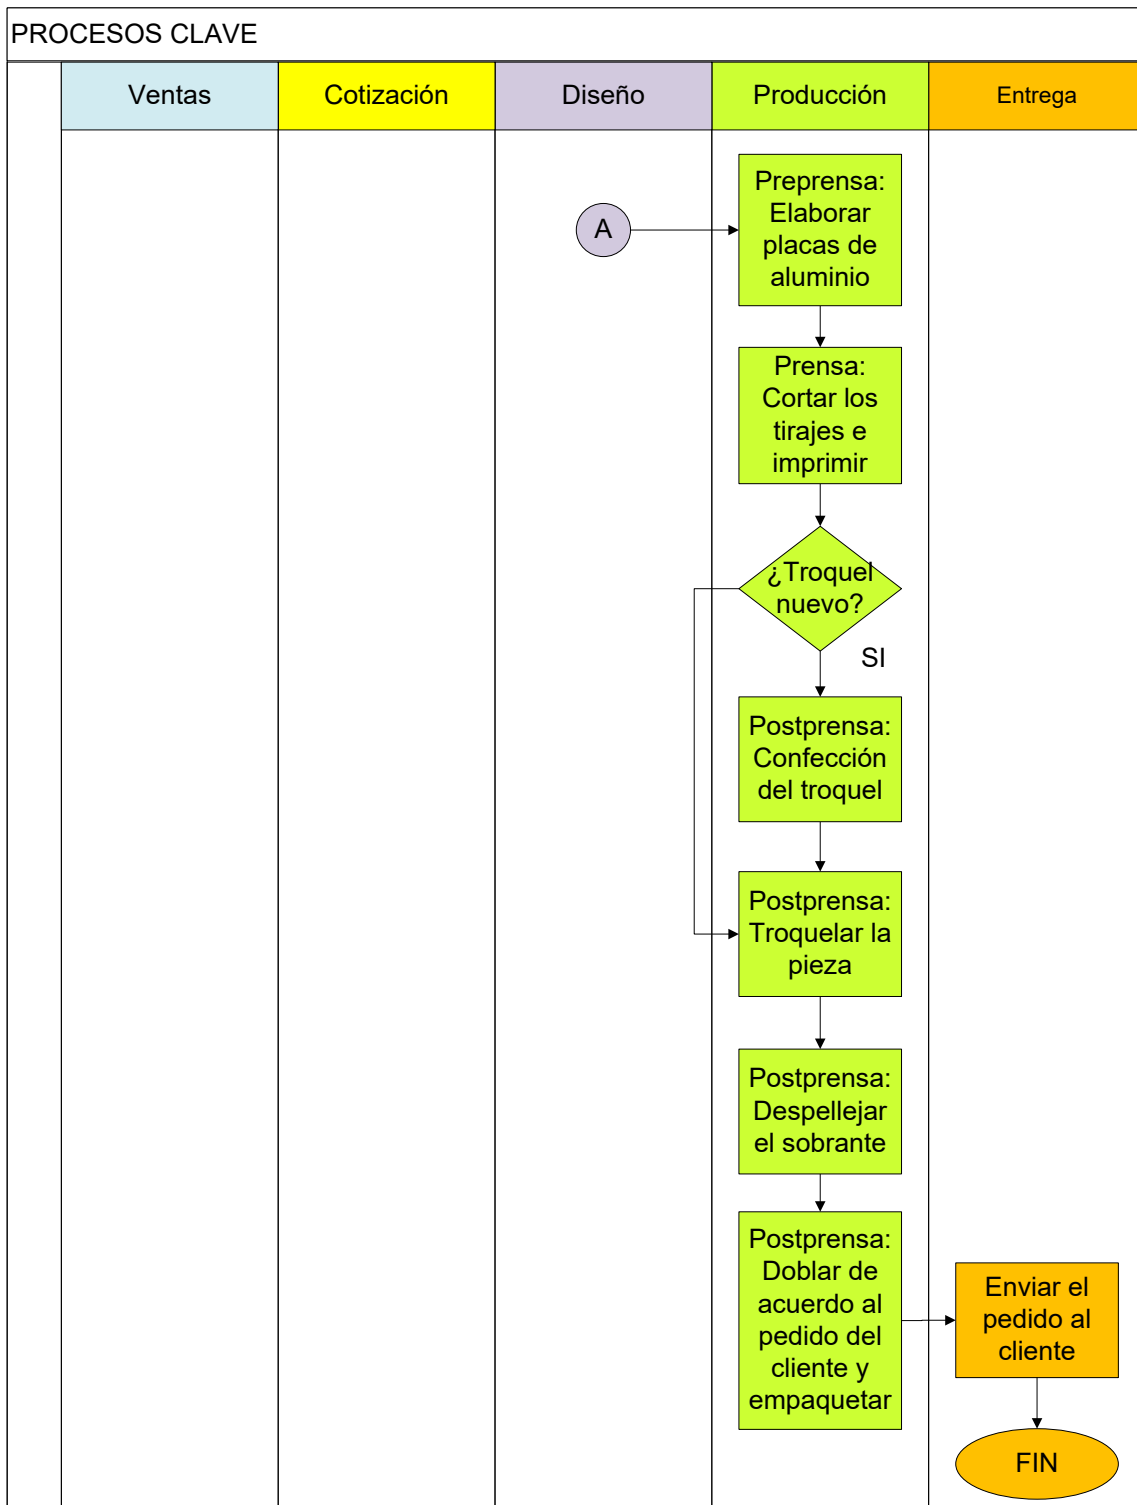 PROCESOS CLAVE
Ventas
Cotización
Diseño
Producción
Entrega
A
Preprensa:
Elaborar
placas de
aluminio
Prensa:
Cortar los
tirajes e
imprimir
¿Troquel
nuevo?
SI
Postprensa:
Confección
del troquel
Postprensa:
Troquelar la
pieza
Postprensa:
Despellejar
el sobrante
Postprensa:
Doblar de
acuerdo al
pedido del
cliente y
empaquetar
Enviar el
pedido al
cliente
FIN